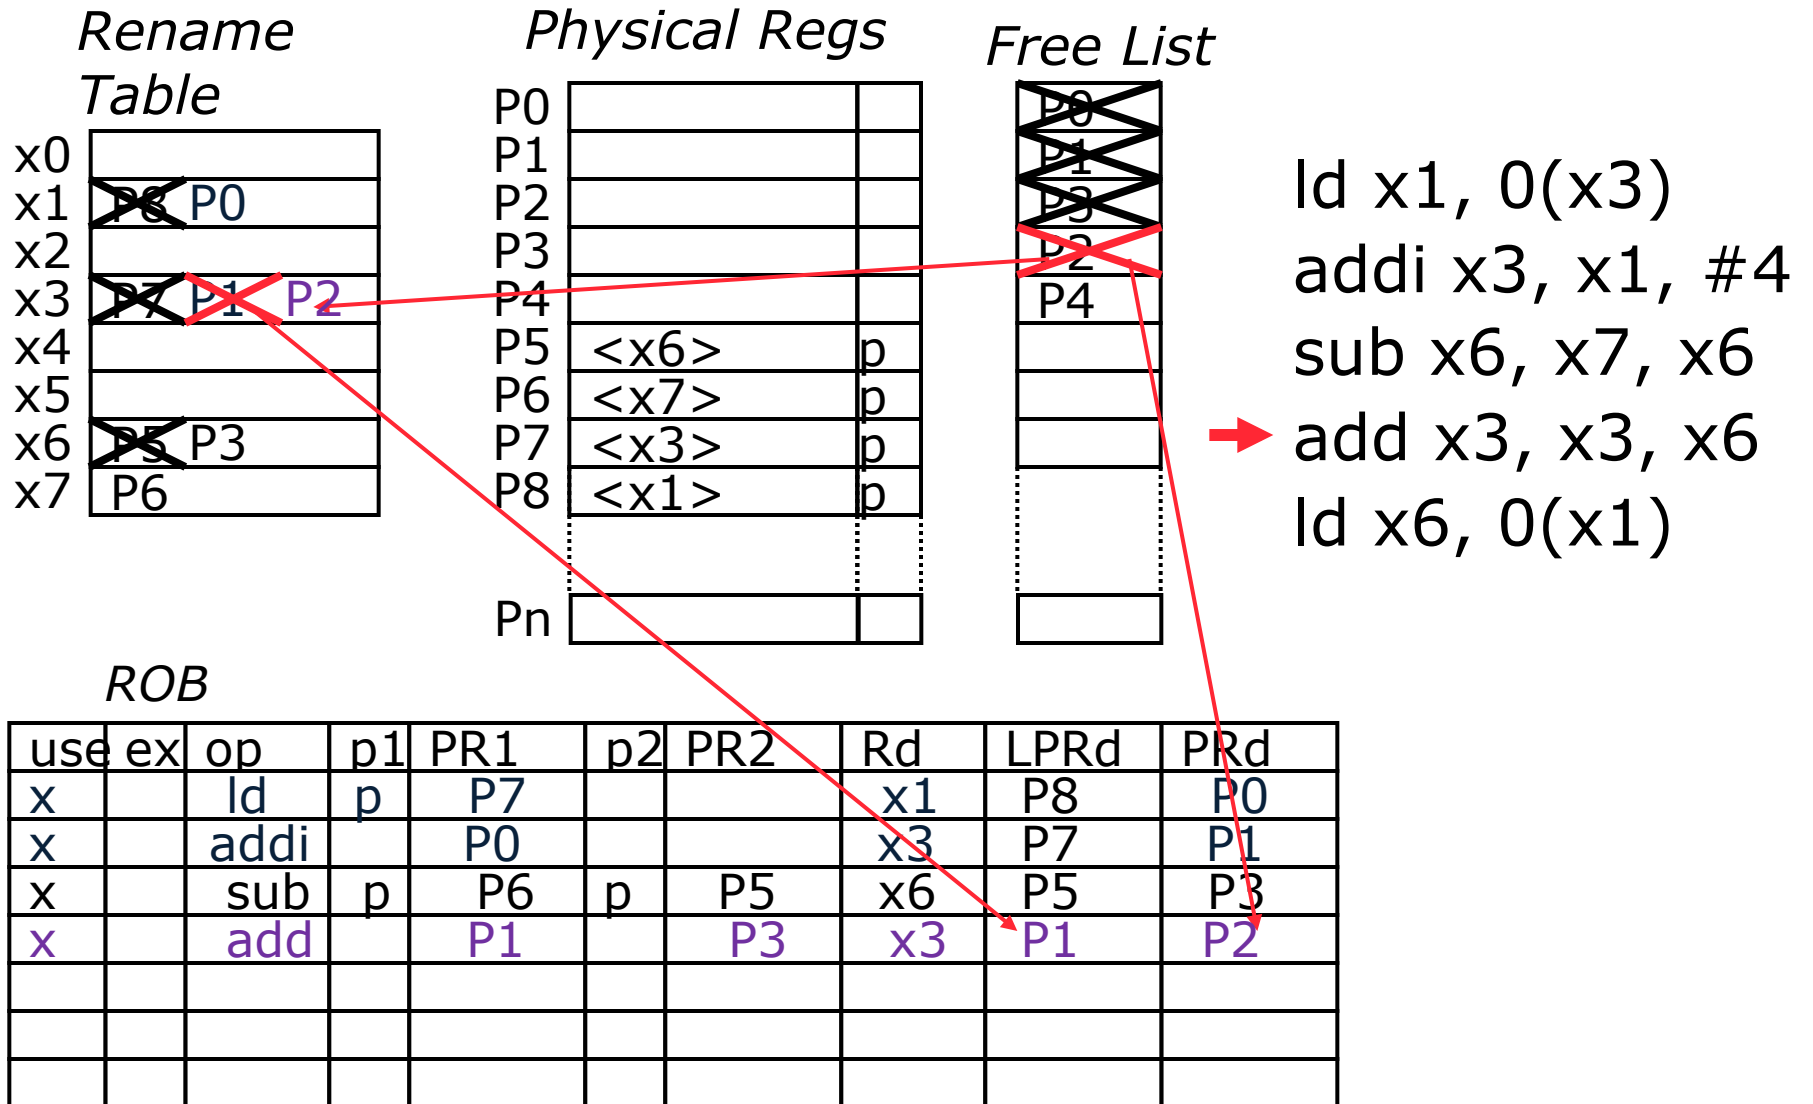 Rename Table
Physical Regs
Free List
x0
x1 P8 P0
x2
x3 P7 P1 P2
x4
x5
x6 P5 P3
x7 P6
P0
P1
P2
P3
P4
P5 <x6> p
P6 <x7> p
P7 <x3> p
P8 <x1> p
Pn
P0
P1
P3
P2
P4
ld x1, 0(x3)
addi x3, x1, #4
sub x6, x7, x6
add x3, x3, x6
ld x6, 0(x1)
ROB
use ex op p1 PR1 p2 PR2 Rd LPRd PRd
x ld p P7 x1 P8 P0
x addi P0 x3 P7 P1
x sub p P6 p P5 x6 P5 P3
x add P1 P3 x3 P1 P2